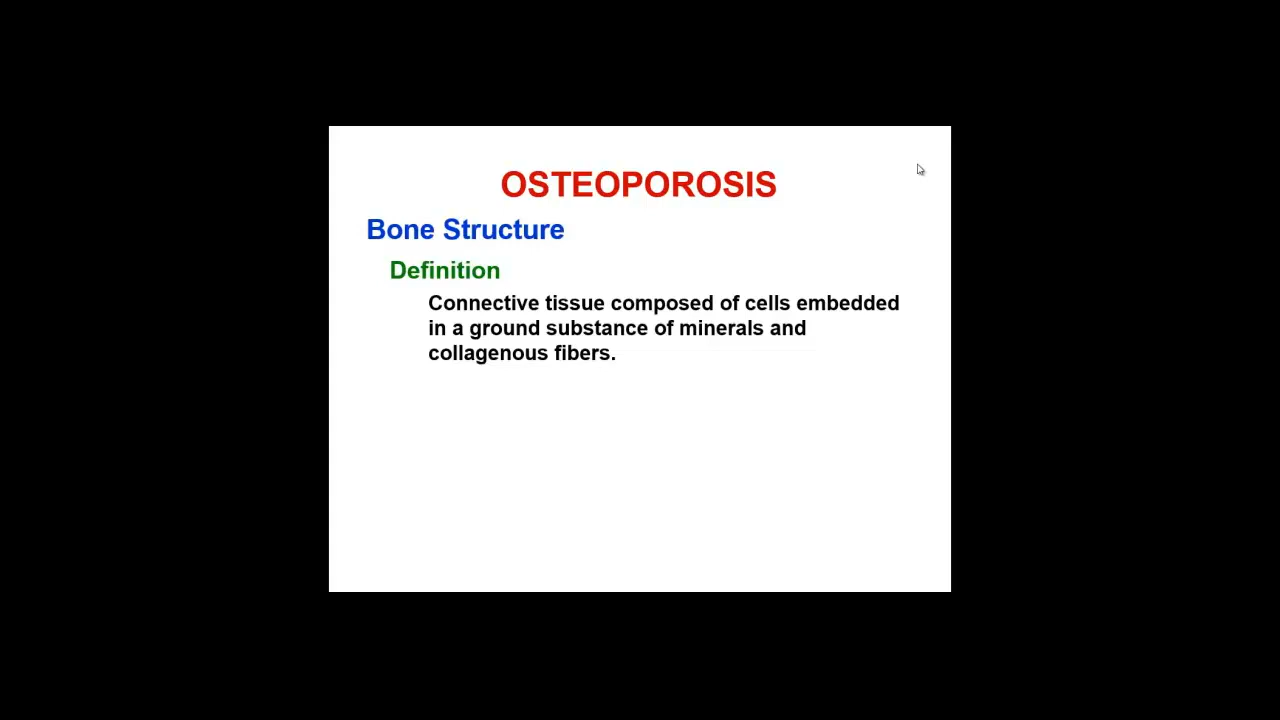 OSTEOPOROSIS
Bone Structure
Definition
Connective tissue composed of cells embedded
in a ground substance of minerals and
collagenous fibers.